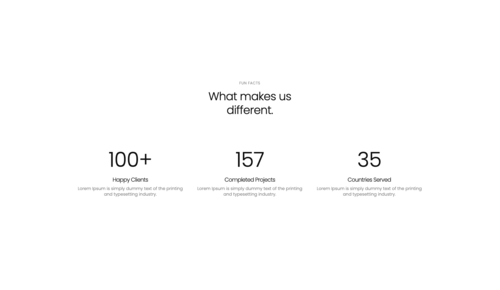 FUN FACTS
What makes us
different.
100+
157
35
Happy Clients
Completed Projects
Countries Served
Lorem Ipsum is simply dummy text of the printing
and typesetting industry.
Lorem Ipsum is simply dummy text of the printing
and typesetting industry.
Lorem Ipsum is simply dummy text of the printing
and typesetting industry.